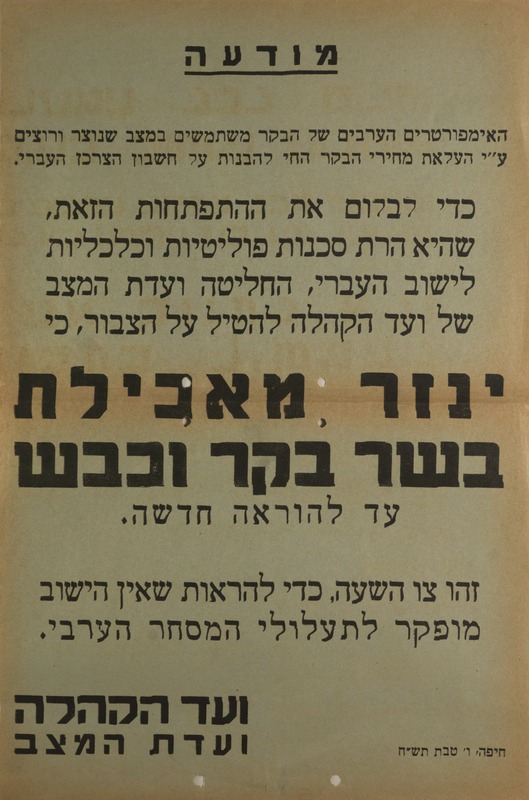 מודעה
האימפורטרים הערבים של הבקר משתמשים במצב שנוצר ורוצים
ע״י העלאת מחירי הבקר החי להבנות על חשבון הצרכן העברי.
כדי לבלום את ההתפתחות הזאת,
שהיא הרת סכנות פוליטיות וכלכליות
לישוב העברי, החליטה ועדת המצב
של ועד הקהלה להטיל על הצבור, כי
ינזר מאכילת
בשר בקר וכבש
עד להוראה חדשה.
זהו צו השעה, כדי להראות שאין הישוב
מופקר לתעלולי המסחר הערבי.
ועד הקהלה
ועדת המצב
חיפה, ו׳ טבת תש״ח